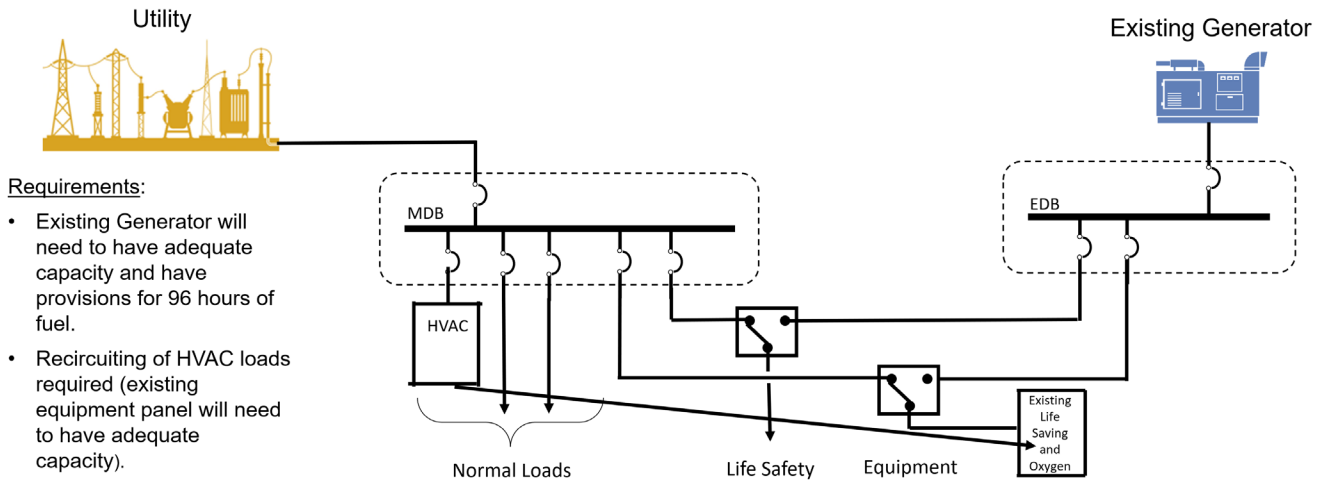 Utility
Existing Generator
Requirements:
• Existing Generator will
need to have adequate
capacity and have
provisions for 96 hours of
fuel.
• Recircuiting of HVAC loads
required (existing
equipment panel will need
to have adequate
capacity).
MDB
EDB
HVAC
Existing
Life
Saving
and
Oxygen
Normal Loads
Life Safety
Equipment